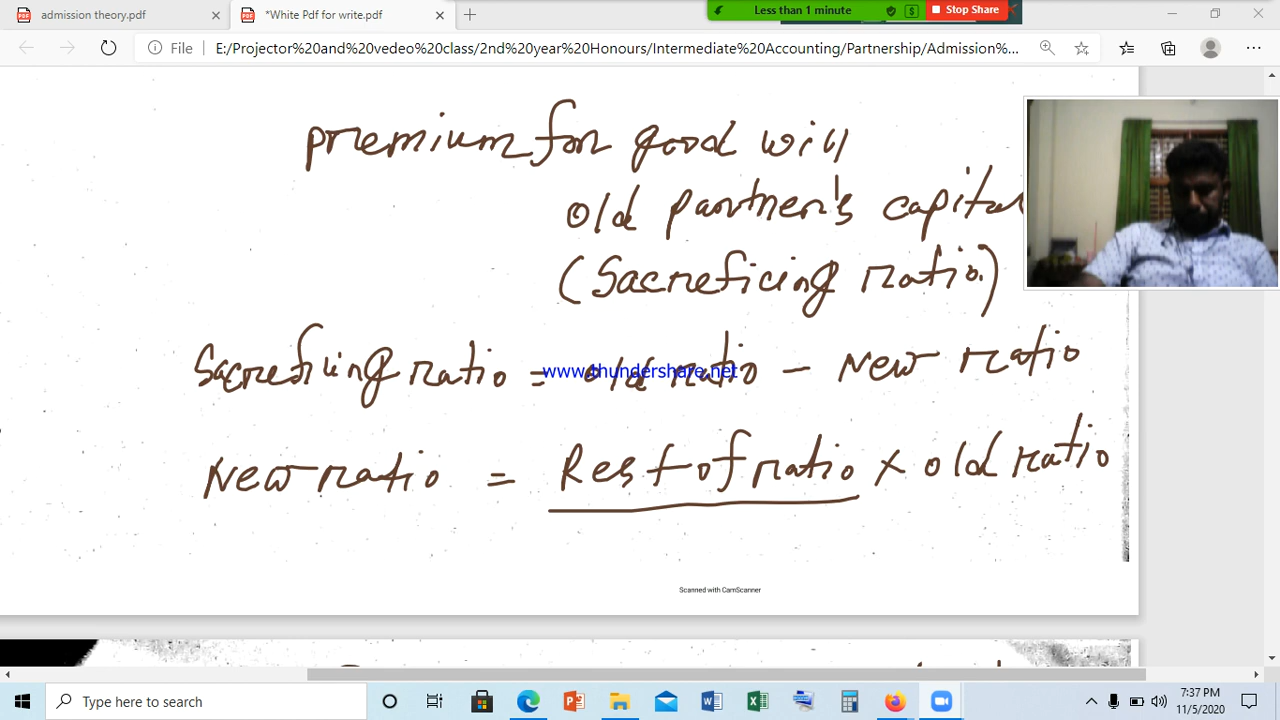 admission theory.pdf
*White Pdf for write.pdf
Less than 1 minute
Stop Share
File
E:/Projector%20and%20vedeo%20class/2nd%20year%20Honours/Intermediate%20Accounting/Partnership/Admission%...
premium for good will
old partner's capital
(Sacreficing ratio.)
Sacreficing ratio = old ratio - New ratio
www.thundershare.net
New ratio = Rest of ratio x old ratio
Scanned with CamScanner
Type here to search
7:37 PM
11/5/2020